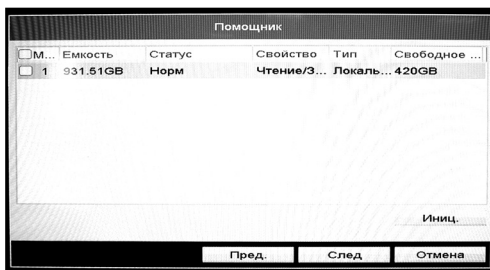 Помощник
М... Емкость Статус Свойство Тип Свободное ...
1 931.51GB Норм Чтение/З... Локаль... 420GB
Иниц.
Пред. След Отмена